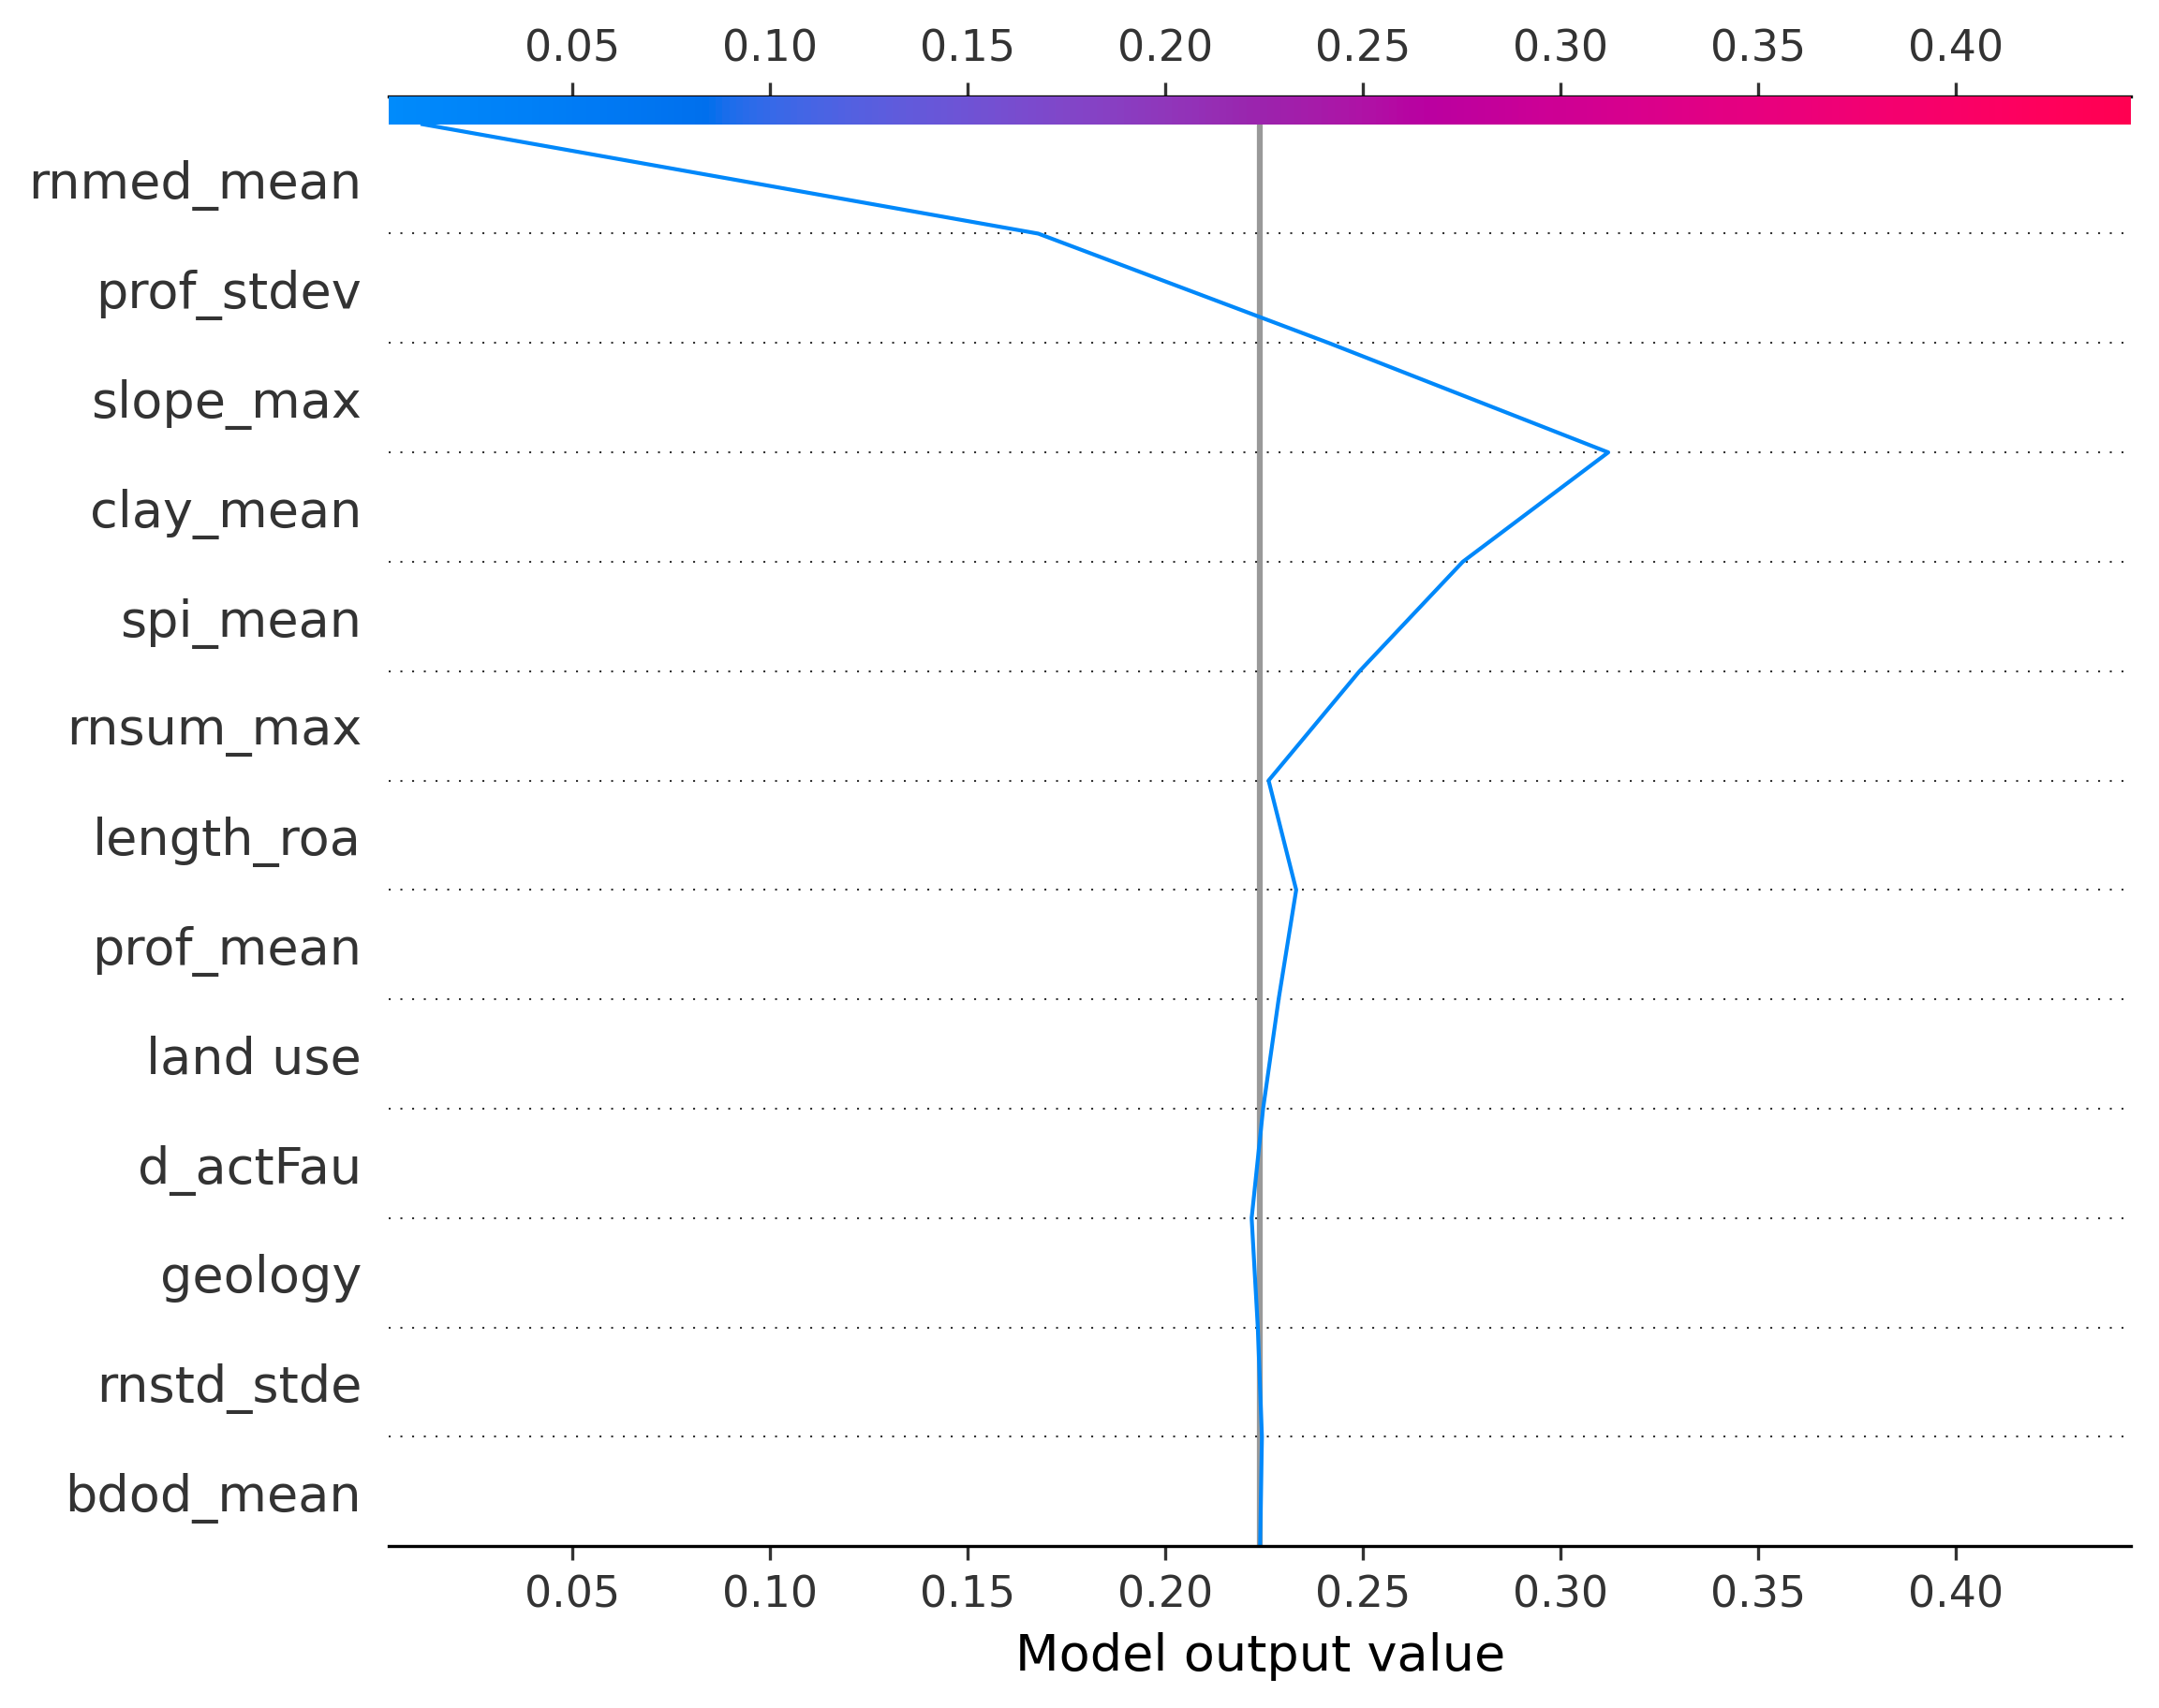 0.05 0.10 0.15 0.20 0.25 0.30 0.35 0.40
rnmed_mean
prof_stdev
slope_max
clay_mean
spi_mean
rnsum_max
length_roa
prof_mean
land use
d_actFau
geology
rnstd_stde
bdod_mean
0.05 0.10 0.15 0.20 0.25 0.30 0.35 0.40
Model output value